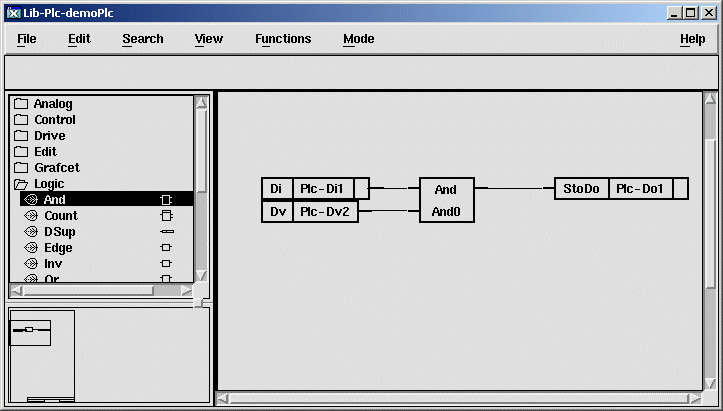 Lib-Plc-demoPlc
File Edit Search View Functions Mode Help
Analog
Control
Drive
Edit
Grafcet
Logic
And
Count
DSup
Edge
Inv
Or
Di Plc-Di1 And StoDo Plc-Do1
Dv Plc-Dv2 And0